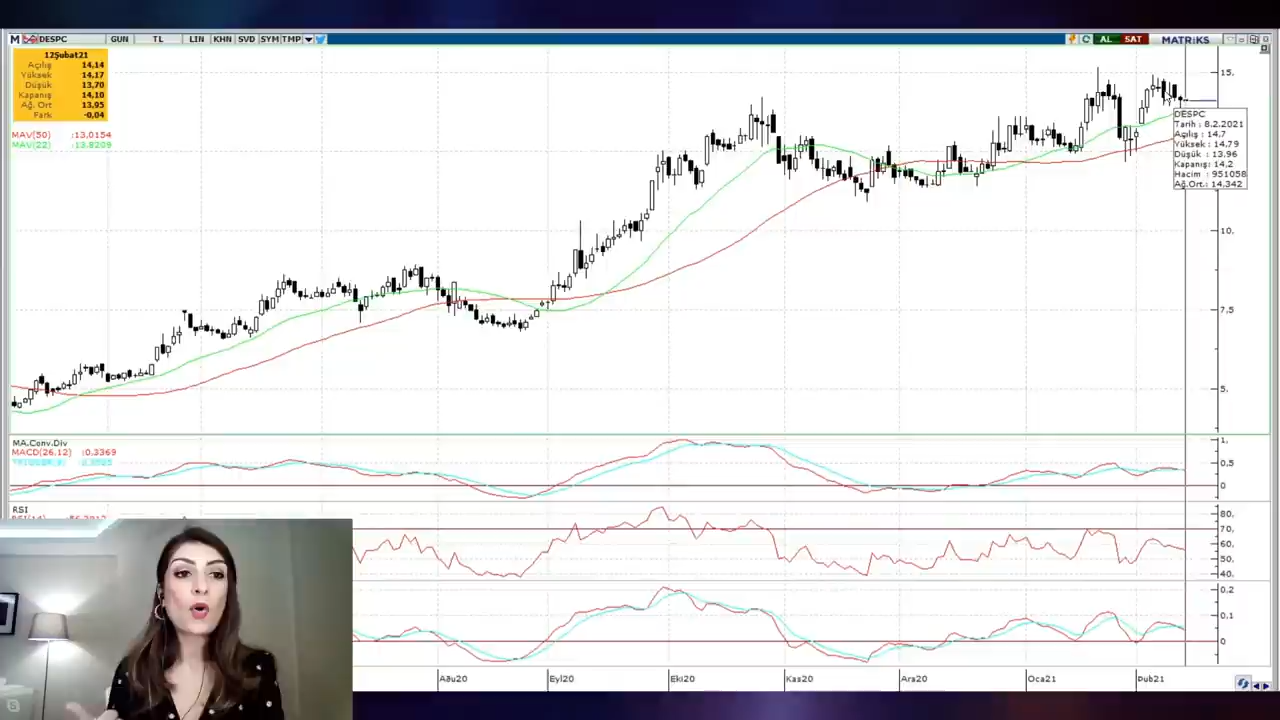 M DESPC GUN TL LIN KHN SVD SYM TMP AL SAT MATRiKS
12Şubat21
Açılış 14,14
Yüksek 14,17
Düşük 13,70
Kapanış 14,10
Ağ. Ort 13,95
Fark -0,04
MAV(50) :13,0154
MAV(22) :13,8209
15,
DESPC
Tarih : 8.2.2021
Açılış : 14.7
Yüksek : 14.79
Düşük : 13.96
Kapanış: 14.2
Hacim : 951058
Ağ.Ort.: 14,342
10,
7,5
5,
MA.Conv.Div
MACD(26,12) :0,3369
1,
0,5
0
RSI
80,
70,
60,
50,
40,
0,2
0,1
0
Ağu20 Eyl20 Eki20 Kas20 Ara20 Oca21 Þub21